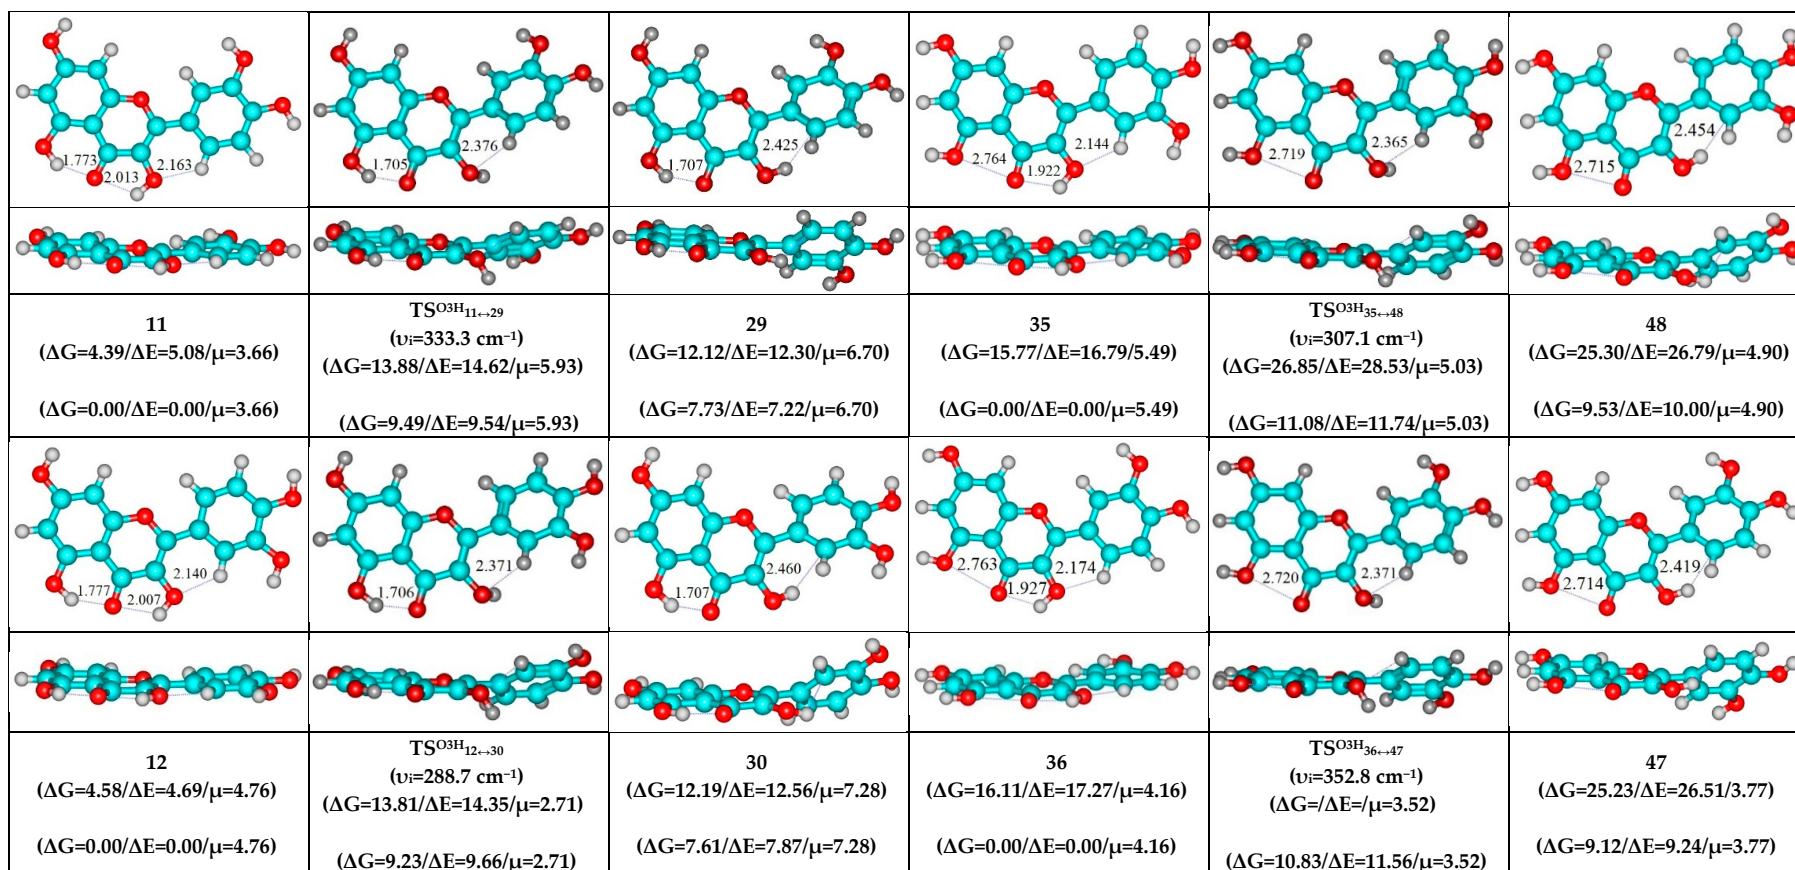 1.773
2.013
2.163
1.705
2.376
1.707
2.425
2.764
1.922
2.144
2.719
2.365
2.715
2.454
11
(ΔG=4.39/ΔE=5.08/μ=3.66)
(ΔG=0.00/ΔE=0.00/μ=3.66)
TS^O3H_11↔29
(υi=333.3 cm⁻¹)
(ΔG=13.88/ΔE=14.62/μ=5.93)
(ΔG=9.49/ΔE=9.54/μ=5.93)
29
(ΔG=12.12/ΔE=12.30/μ=6.70)
(ΔG=7.73/ΔE=7.22/μ=6.70)
35
(ΔG=15.77/ΔE=16.79/5.49)
(ΔG=0.00/ΔE=0.00/μ=5.49)
TS^O3H_35↔48
(υi=307.1 cm⁻¹)
(ΔG=26.85/ΔE=28.53/μ=5.03)
(ΔG=11.08/ΔE=11.74/μ=5.03)
48
(ΔG=25.30/ΔE=26.79/μ=4.90)
(ΔG=9.53/ΔE=10.00/μ=4.90)
1.777
2.007
2.140
1.706
2.371
1.707
2.460
2.763
1.927
2.174
2.720
2.371
2.714
2.419
12
(ΔG=4.58/ΔE=4.69/μ=4.76)
(ΔG=0.00/ΔE=0.00/μ=4.76)
TS^O3H_12↔30
(υi=288.7 cm⁻¹)
(ΔG=13.81/ΔE=14.35/μ=2.71)
(ΔG=9.23/ΔE=9.66/μ=2.71)
30
(ΔG=12.19/ΔE=12.56/μ=7.28)
(ΔG=7.61/ΔE=7.87/μ=7.28)
36
(ΔG=16.11/ΔE=17.27/μ=4.16)
(ΔG=0.00/ΔE=0.00/μ=4.16)
TS^O3H_36↔47
(υi=352.8 cm⁻¹)
(ΔG=/ΔE=/μ=3.52)
(ΔG=10.83/ΔE=11.56/μ=3.52)
47
(ΔG=25.23/ΔE=26.51/3.77)
(ΔG=9.12/ΔE=9.24/μ=3.77)